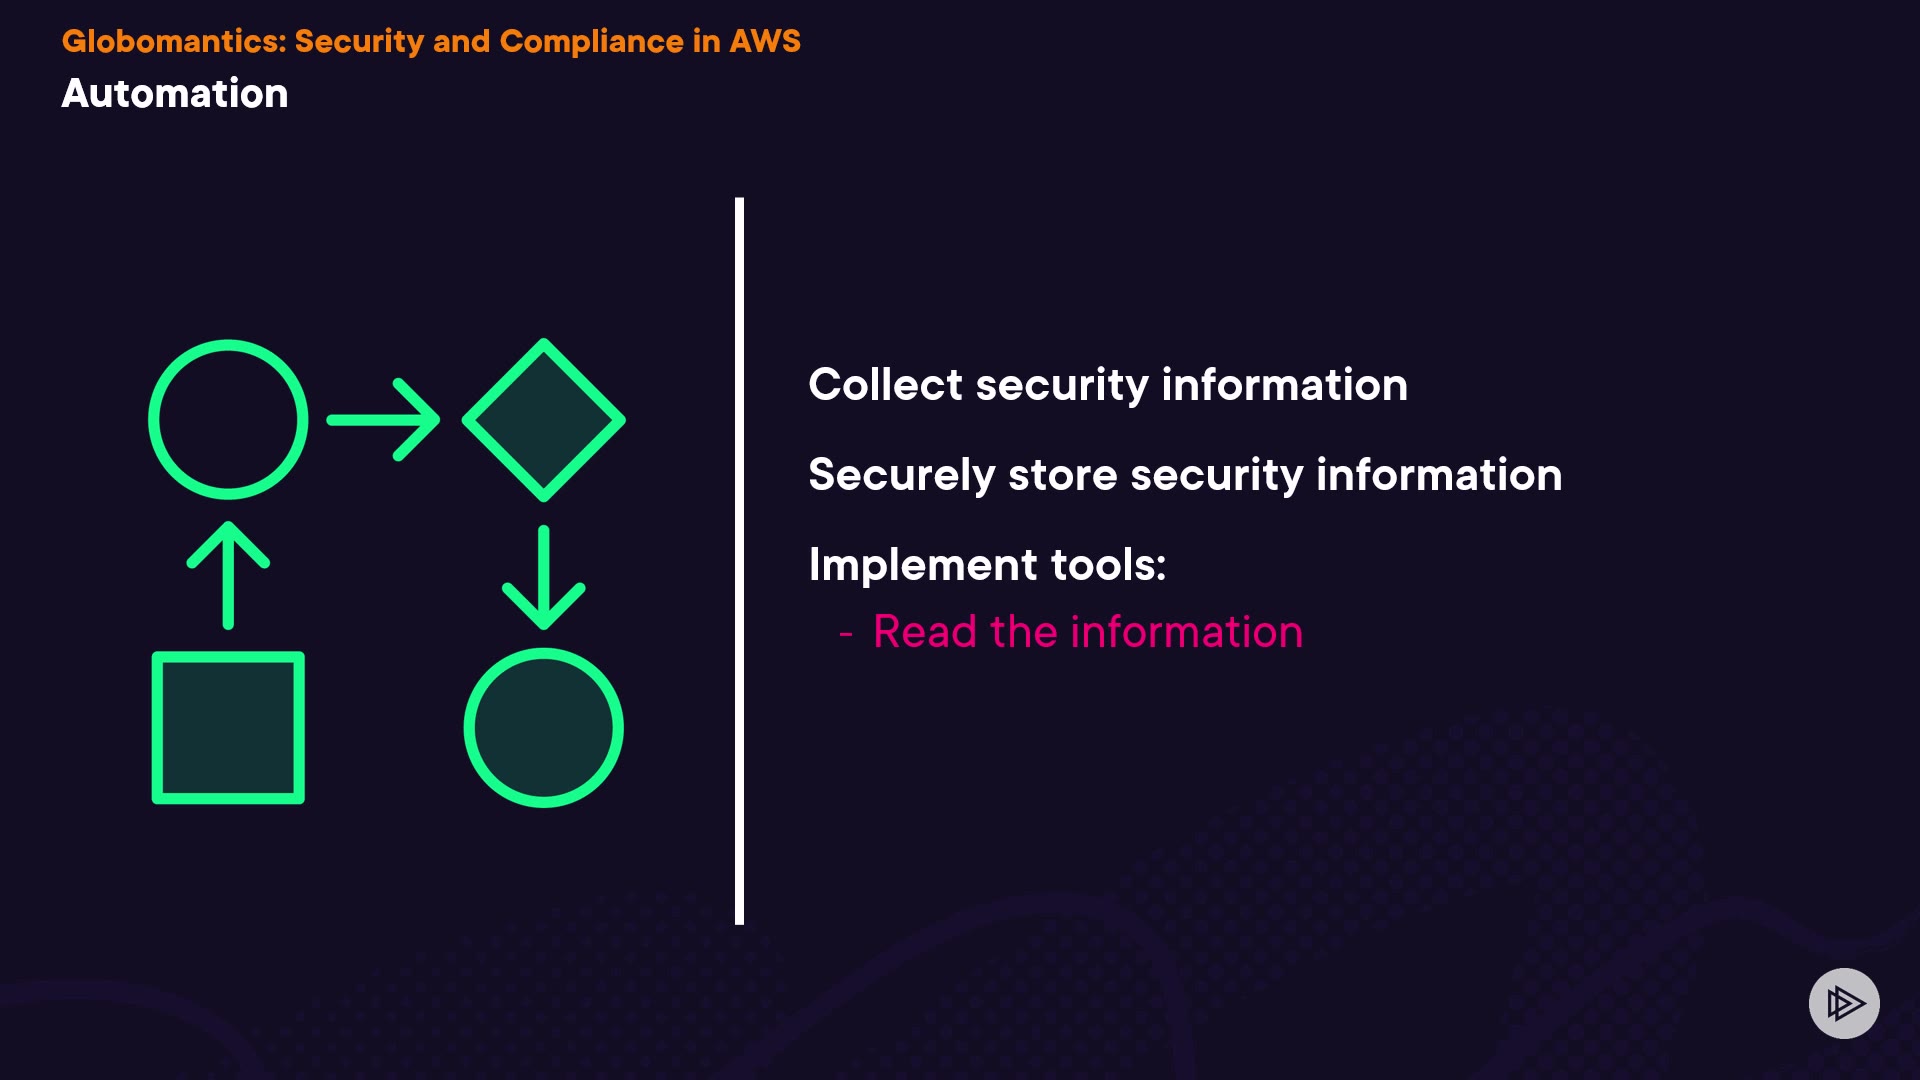 Globomantics: Security and Compliance in AWS
Automation
Collect security information
Securely store security information
Implement tools:
- Read the information